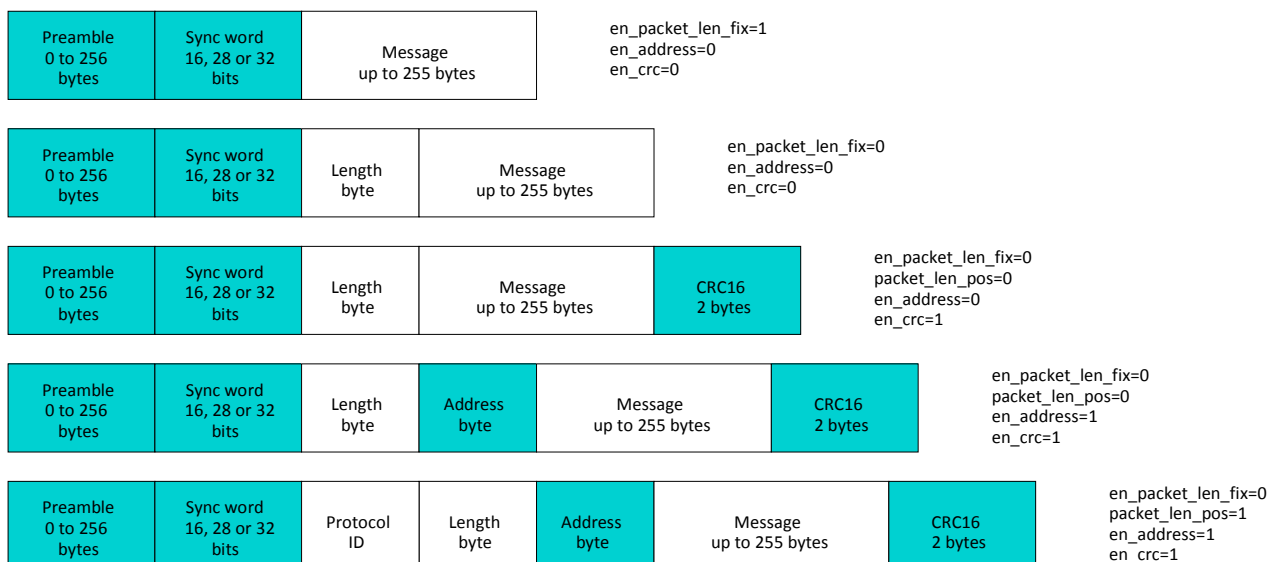 Preamble
0 to 256
bytes
Sync word
16, 28 or 32
bits
Message
up to 255 bytes
en_packet_len_fix=1
en_address=0
en_crc=0
Preamble
0 to 256
bytes
Sync word
16, 28 or 32
bits
Length
byte
Message
up to 255 bytes
en_packet_len_fix=0
en_address=0
en_crc=0
Preamble
0 to 256
bytes
Sync word
16, 28 or 32
bits
Length
byte
Message
up to 255 bytes
CRC16
2 bytes
en_packet_len_fix=0
packet_len_pos=0
en_address=0
en_crc=1
Preamble
0 to 256
bytes
Sync word
16, 28 or 32
bits
Length
byte
Address
byte
Message
up to 255 bytes
CRC16
2 bytes
en_packet_len_fix=0
packet_len_pos=0
en_address=1
en_crc=1
Preamble
0 to 256
bytes
Sync word
16, 28 or 32
bits
Protocol
ID
Length
byte
Address
byte
Message
up to 255 bytes
CRC16
2 bytes
en_packet_len_fix=0
packet_len_pos=1
en_address=1
en_crc=1